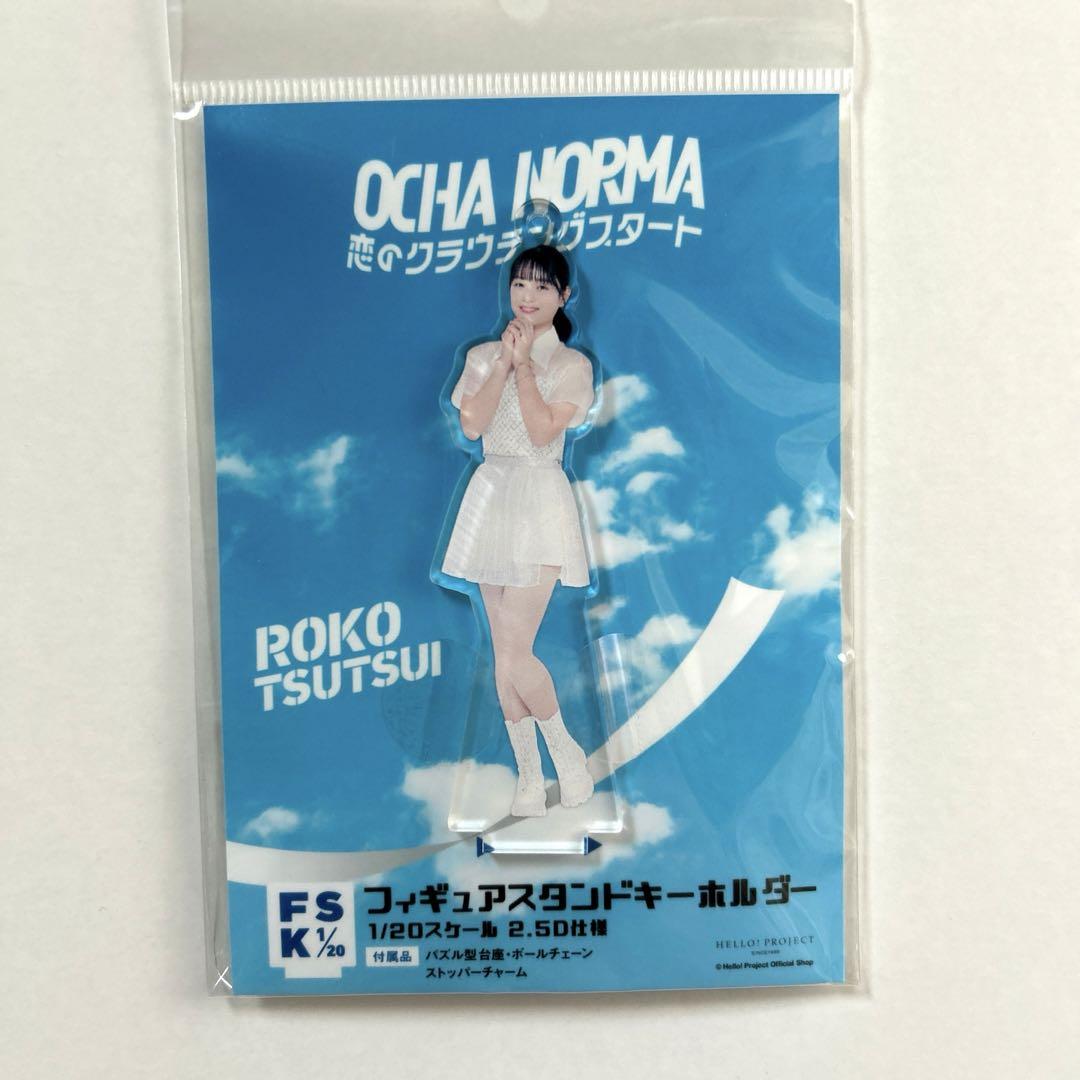 OCHA NORMA
恋のクラウチングスタート
ROKO
TSUTSUI
FSK 1/20
フィギュアスタンドキーホルダー
1/20スケール 2.5D仕様
付属品 パズル型台座・ボールチェーン
ストッパーチャーム
HELLO! PROJECT
SINCE1998
© Hello! Project Official Shop